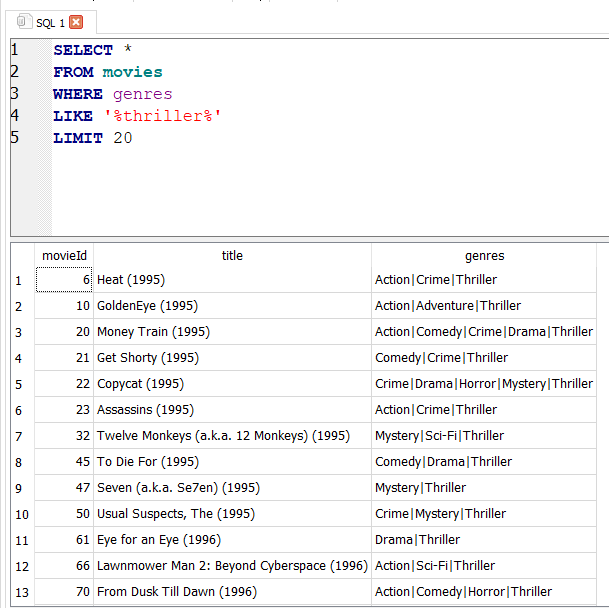 SQL 1
1 SELECT *
2 FROM movies
3 WHERE genres
4 LIKE '%thriller%'
5 LIMIT 20
movieId title genres
1 6 Heat (1995) Action|Crime|Thriller
2 10 GoldenEye (1995) Action|Adventure|Thriller
3 20 Money Train (1995) Action|Comedy|Crime|Drama|Thriller
4 21 Get Shorty (1995) Comedy|Crime|Thriller
5 22 Copycat (1995) Crime|Drama|Horror|Mystery|Thriller
6 23 Assassins (1995) Action|Crime|Thriller
7 32 Twelve Monkeys (a.k.a. 12 Monkeys) (1995) Mystery|Sci-Fi|Thriller
8 45 To Die For (1995) Comedy|Drama|Thriller
9 47 Seven (a.k.a. Se7en) (1995) Mystery|Thriller
10 50 Usual Suspects, The (1995) Crime|Mystery|Thriller
11 61 Eye for an Eye (1996) Drama|Thriller
12 66 Lawnmower Man 2: Beyond Cyberspace (1996) Action|Sci-Fi|Thriller
13 70 From Dusk Till Dawn (1996) Action|Comedy|Horror|Thriller